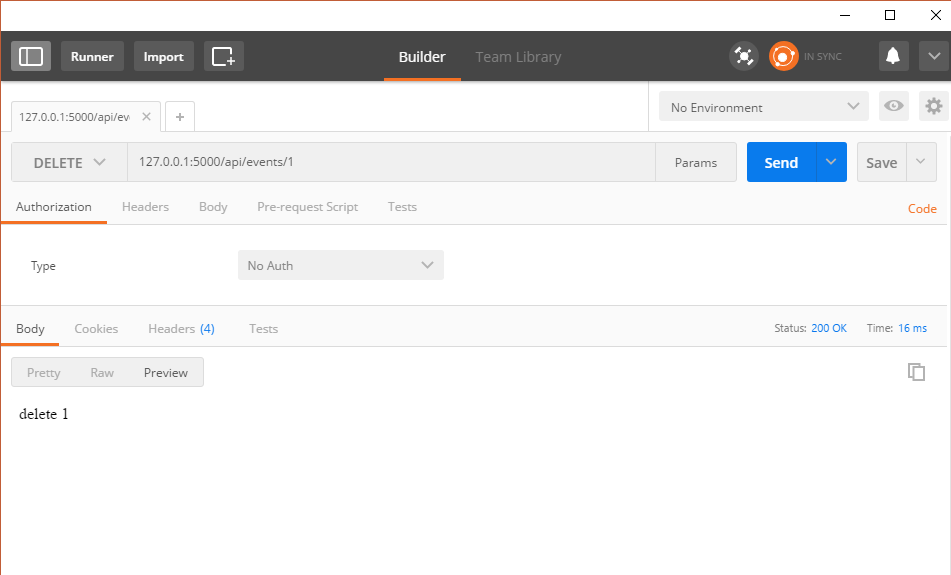 Runner Import Builder Team Library IN SYNC
127.0.0.1:5000/api/ev No Environment
DELETE 127.0.0.1:5000/api/events/1 Params Send Save
Authorization Headers Body Pre-request Script Tests Code
Type No Auth
Body Cookies Headers (4) Tests Status: 200 OK Time: 16 ms
Pretty Raw Preview
delete 1